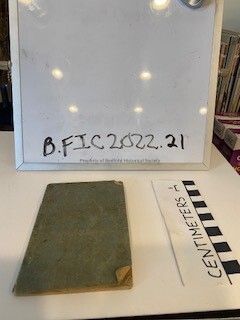 B.FIC2022.21
Property of Bedford Historical Society
CENTIMETERS 1